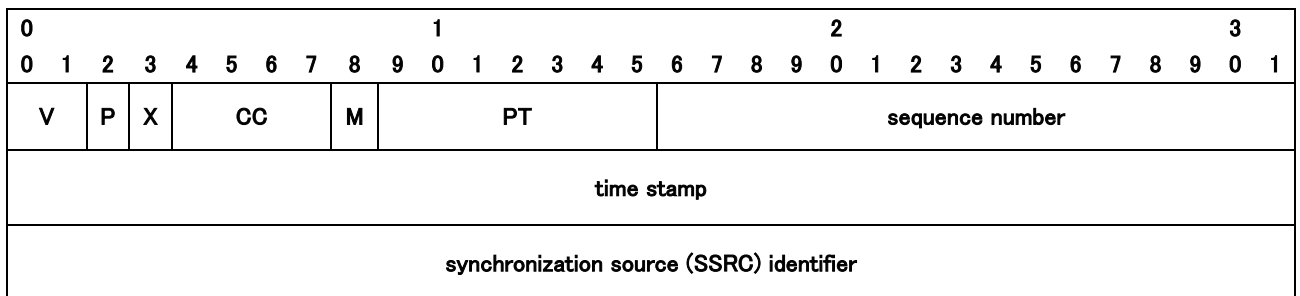 0 1 2 3
0 1 2 3 4 5 6 7 8 9 0 1 2 3 4 5 6 7 8 9 0 1 2 3 4 5 6 7 8 9 0 1
V P X CC M PT sequence number
time stamp
synchronization source (SSRC) identifier